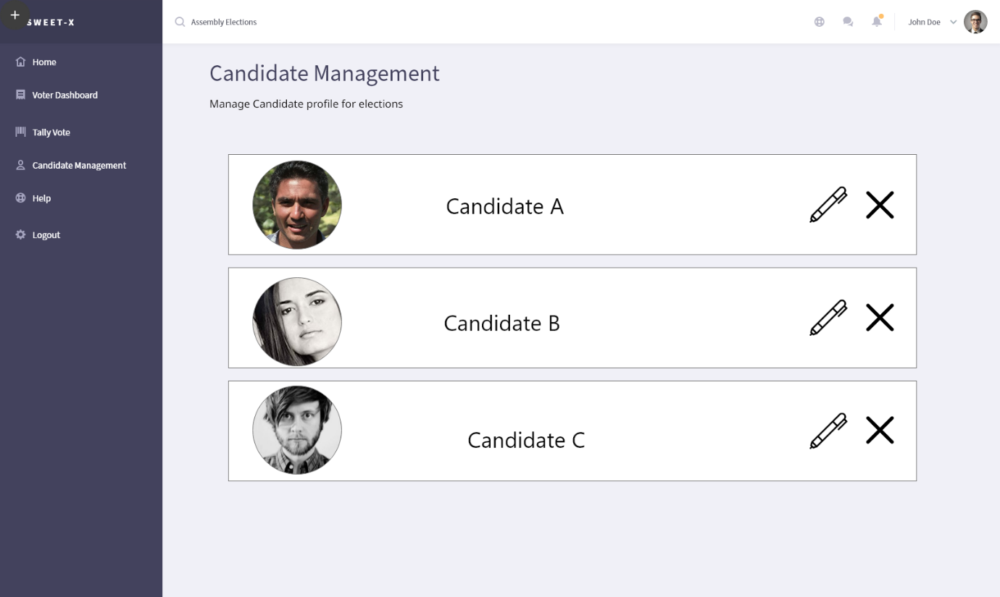 SWEET-X
Assembly Elections
John Doe
Home
Voter Dashboard
Tally Vote
Candidate Management
Help
Logout
Candidate Management
Manage Candidate profile for elections
Candidate A
Candidate B
Candidate C